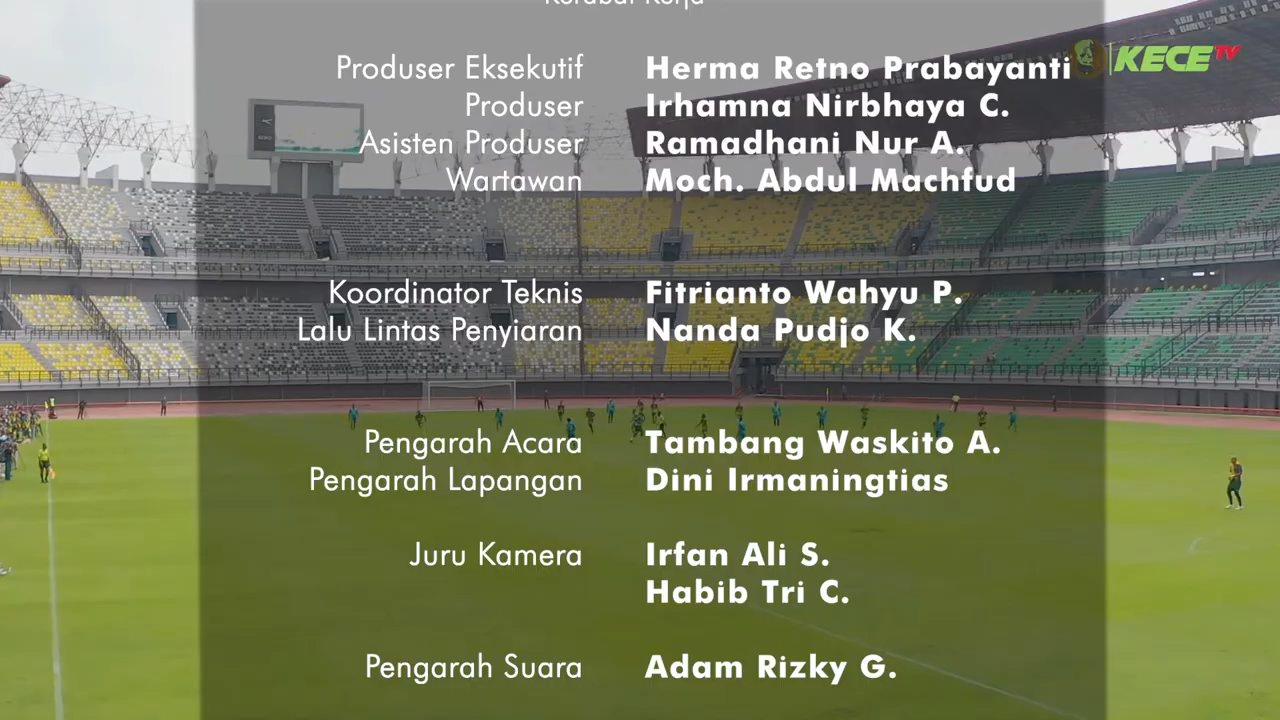 Kerabat Kerja
KECE TV
Produser Eksekutif Herma Retno Prabayanti
Produser Irhamna Nirbhaya C.
Asisten Produser Ramadhani Nur A.
Wartawan Moch. Abdul Machfud
Koordinator Teknis Fitrianto Wahyu P.
Lalu Lintas Penyiaran Nanda Pudjo K.
Pengarah Acara Tambang Waskito A.
Pengarah Lapangan Dini Irmaningtias
Juru Kamera Irfan Ali S.
Habib Tri C.
Pengarah Suara Adam Rizky G.